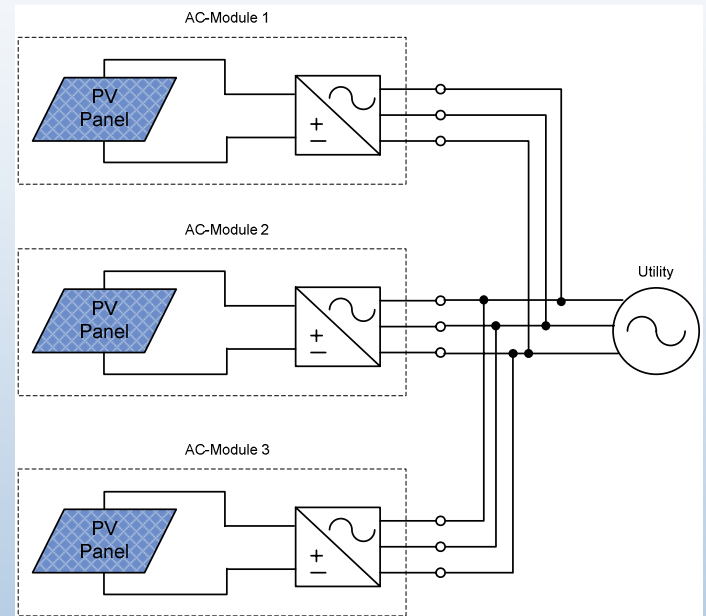 AC-Module 1
PV
Panel
+
−
AC-Module 2
PV
Panel
+
−
Utility
AC-Module 3
PV
Panel
+
−